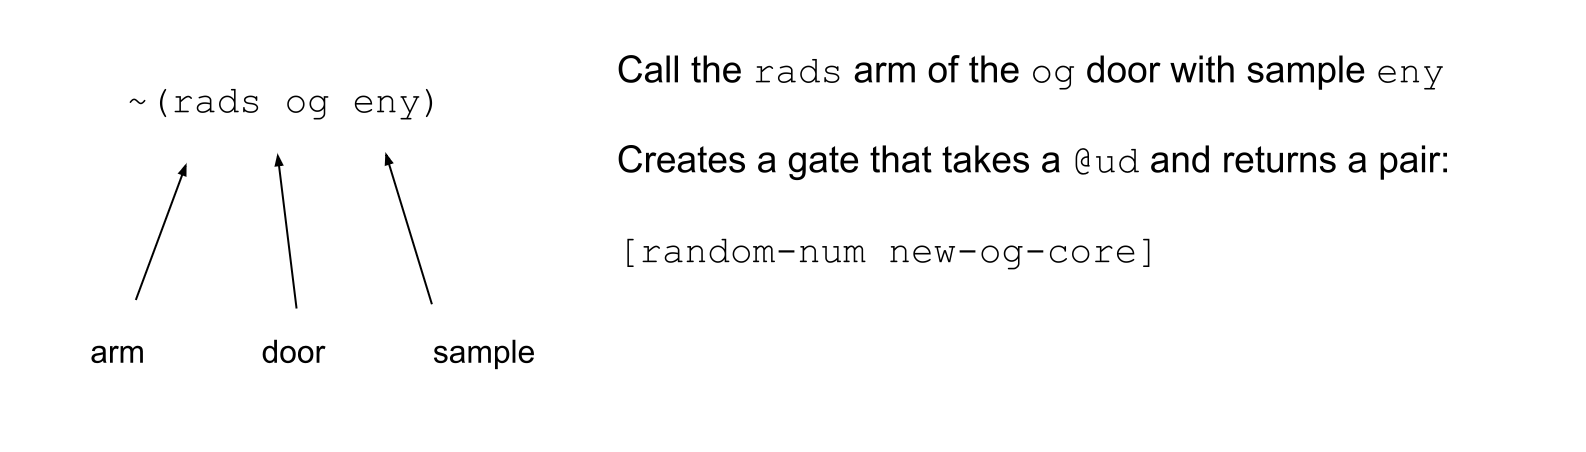 ~(rads og eny)
arm
door
sample
Call the rads arm of the og door with sample eny
Creates a gate that takes a @ud and returns a pair:
[random-num new-og-core]